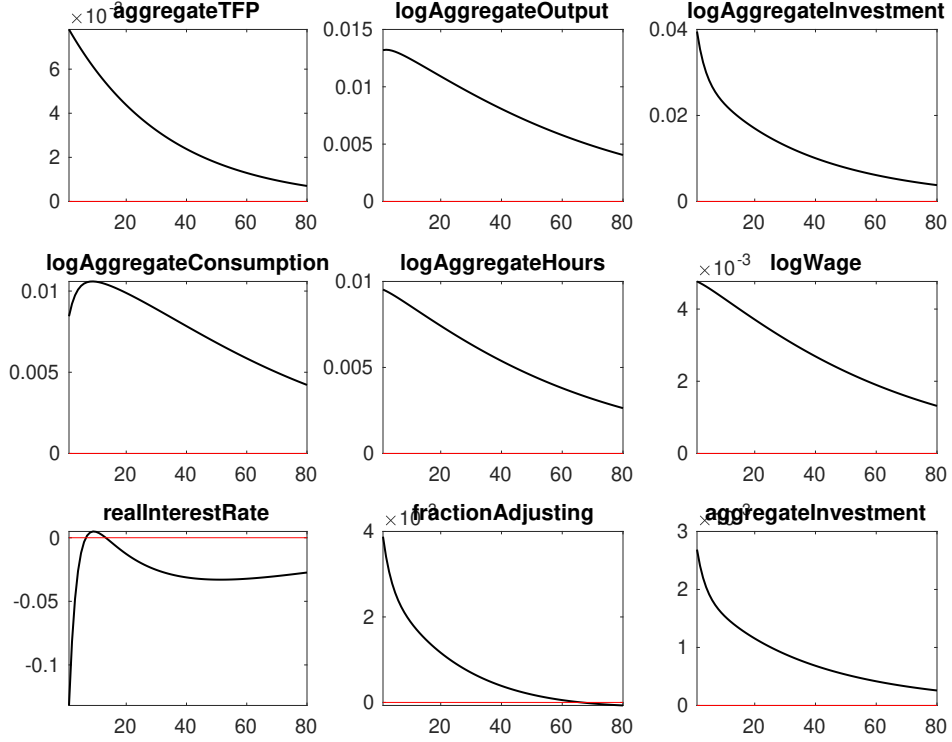 aggregateTFP logAggregateOutput logAggregateInvestment
0.015 0.04
6
4 0.01
0.02
2 0.005
0 0 0
20 40 60 80 20 40 60 80 20 40 60 80
logAggregateConsumption logAggregateHours ×10-3 logWage
0.01 0.01
4
0.005 0.005 2
0 0 0
20 40 60 80 20 40 60 80 20 40 60 80
realInterestRate fractionAdjusting aggregateInvestment
4 3
0
2
-0.05 2
1
-0.1
0 0
20 40 60 80 20 40 60 80 20 40 60 80